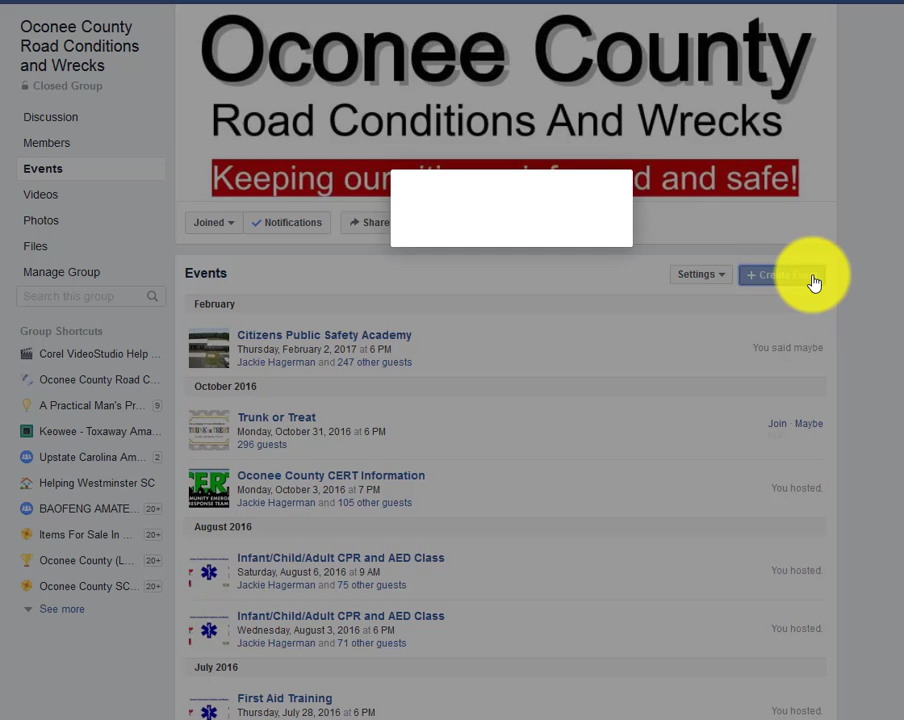 Oconee County
Road Conditions
and Wrecks
Closed Group
Discussion
Members
Events
Videos
Photos
Files
Manage Group
Search this group
Group Shortcuts
Corel VideoStudio Help ...
Oconee County Road C...
A Practical Man's Pr... 9
Keowee - Toxaway Ama...
Upstate Carolina Am... 2
Helping Westminster SC
BAOFENG AMATE... 20+
Items For Sale In ... 20+
Oconee County (L... 20+
Oconee County SC... 20+
See more
Oconee County
Road Conditions And Wrecks
Keeping our d and safe!
Joined Notifications Share
Events Settings + Create
February
Citizens Public Safety Academy
Thursday, February 2, 2017 at 6 PM
Jackie Hagerman and 247 other guests
You said maybe
October 2016
Trunk or Treat
Monday, October 31, 2016 at 6 PM
296 guests
Join · Maybe
Oconee County CERT Information
Monday, October 3, 2016 at 7 PM
Jackie Hagerman and 105 other guests
You hosted.
August 2016
Infant/Child/Adult CPR and AED Class
Saturday, August 6, 2016 at 9 AM
Jackie Hagerman and 75 other guests
You hosted.
Infant/Child/Adult CPR and AED Class
Wednesday, August 3, 2016 at 6 PM
Jackie Hagerman and 71 other guests
You hosted.
July 2016
First Aid Training
Thursday, July 28, 2016 at 6 PM
You hosted.